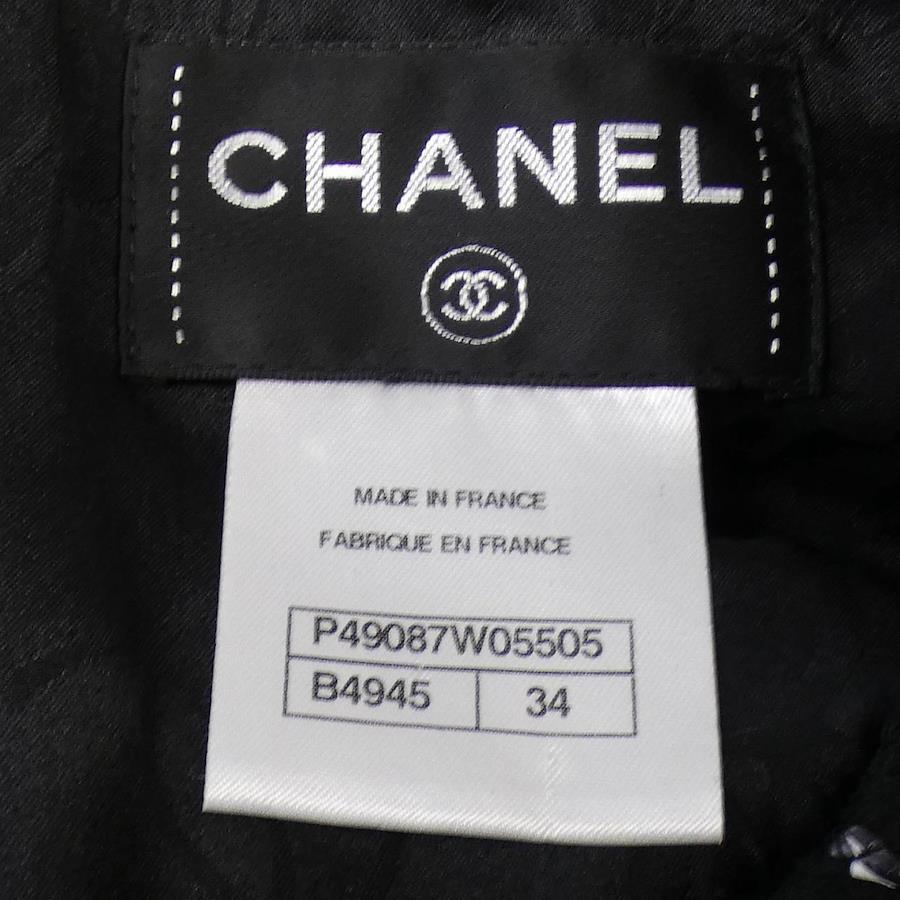 CHANEL
MADE IN FRANCE
FABRIQUE EN FRANCE
P49087W05505
B4945 34